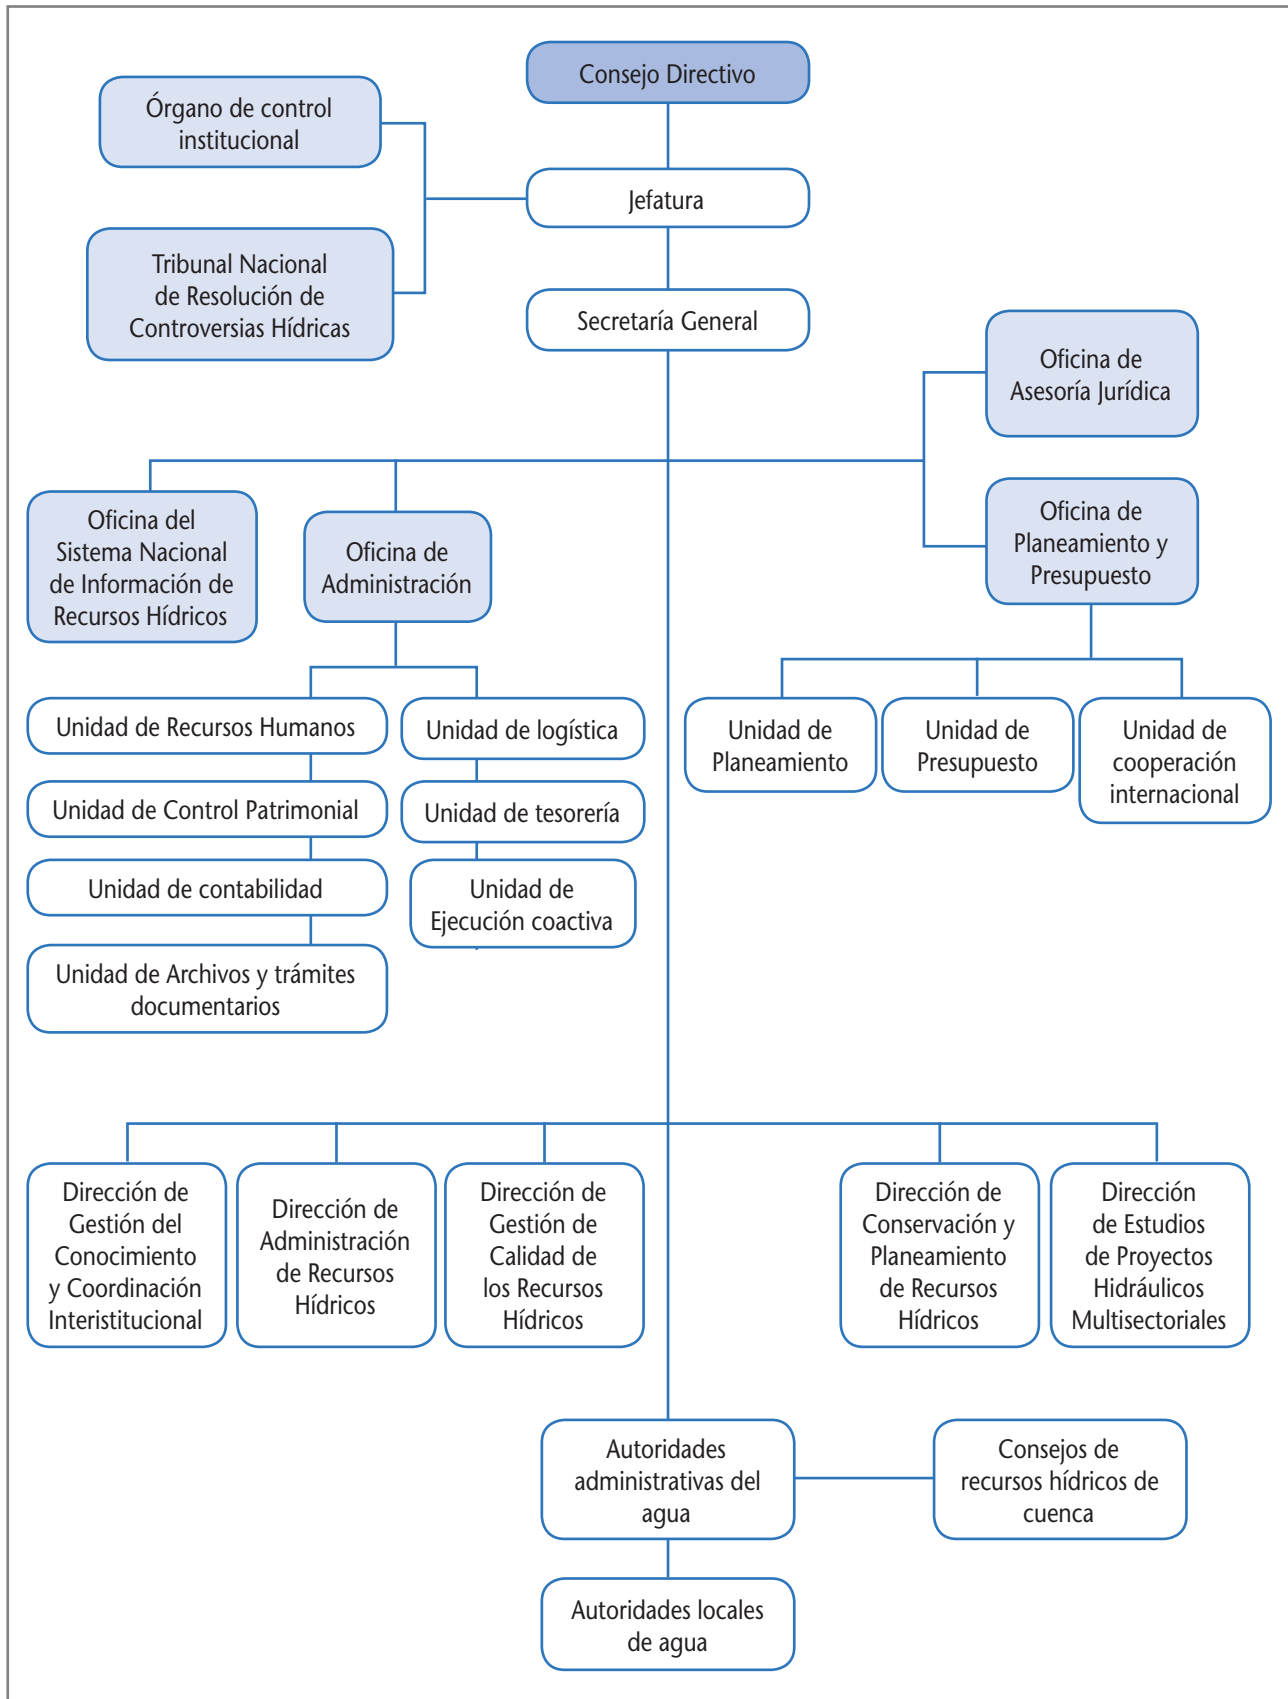 Consejo Directivo
Órgano de control
institucional
Jefatura
Tribunal Nacional
de Resolución de
Controversias Hídricas
Secretaría General
Oficina de
Asesoría Jurídica
Oficina del
Sistema Nacional
de Información de
Recursos Hídricos
Oficina de
Administración
Oficina de
Planeamiento y
Presupuesto
Unidad de Recursos Humanos
Unidad de logística
Unidad de Control Patrimonial
Unidad de tesorería
Unidad de contabilidad
Unidad de
Ejecución coactiva
Unidad de Archivos y trámites
documentarios
Unidad de
Planeamiento
Unidad de
Presupuesto
Unidad de
cooperación
internacional
Dirección de
Gestión del
Conocimiento
y Coordinación
Interistitucional
Dirección de
Administración
de Recursos
Hídricos
Dirección de
Gestión de
Calidad de
los Recursos
Hídricos
Dirección de
Conservación y
Planeamiento
de Recursos
Hídricos
Dirección
de Estudios
de Proyectos
Hidráulicos
Multisectoriales
Autoridades
administrativas del
agua
Consejos de
recursos hídricos de
cuenca
Autoridades locales
de agua